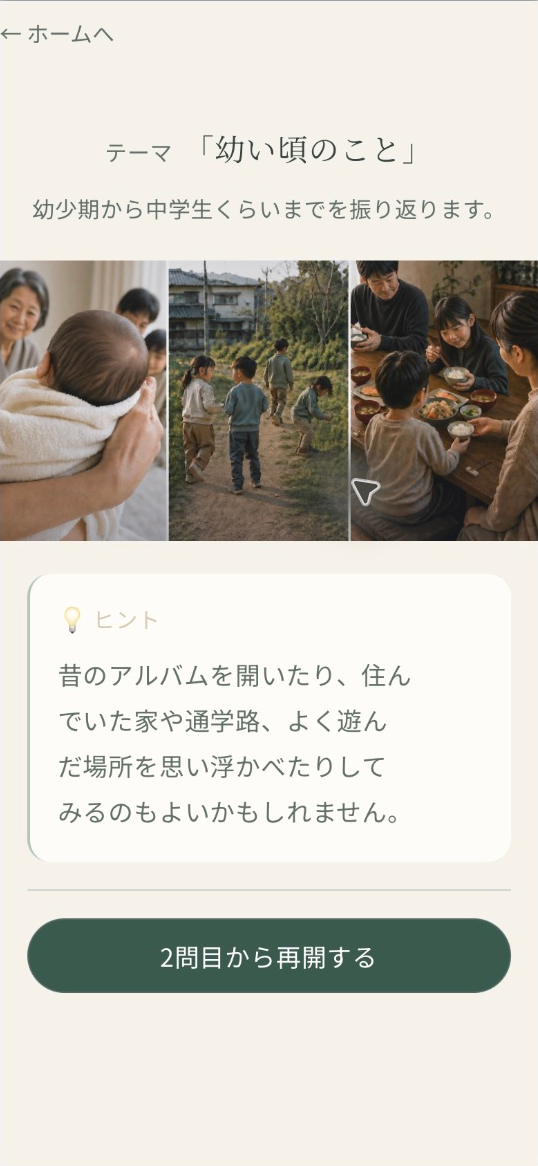 ← ホームへ
テーマ 「幼い頃のこと」
幼少期から中学生くらいまでを振り返ります。
💡 ヒント
昔のアルバムを開いたり、住ん
でいた家や通学路、よく遊ん
だ場所を思い浮かべたりして
みるのもよいかもしれません。
2問目から再開する